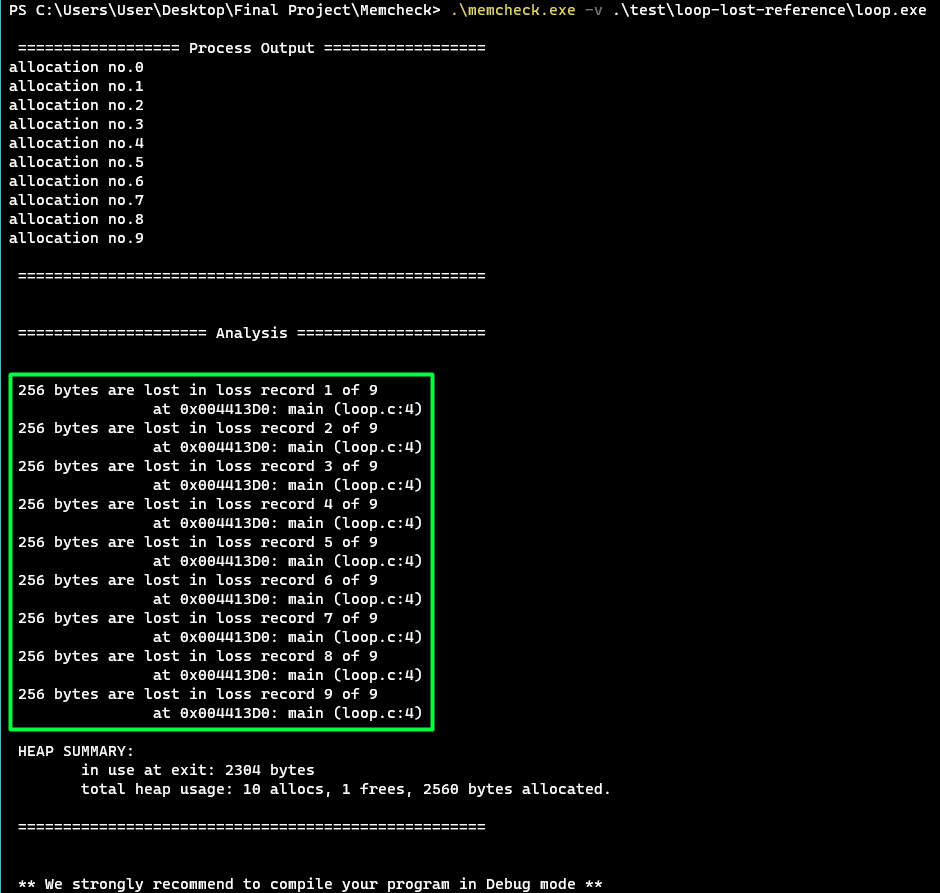 PS C:\Users\User\Desktop\Final Project\Memcheck> .\memcheck.exe -v .\test\loop-lost-reference\loop.exe
================== Process Output ==================
allocation no.0
allocation no.1
allocation no.2
allocation no.3
allocation no.4
allocation no.5
allocation no.6
allocation no.7
allocation no.8
allocation no.9
====================================================
===================== Analysis =====================
256 bytes are lost in loss record 1 of 9
at 0x004413D0: main (loop.c:4)
256 bytes are lost in loss record 2 of 9
at 0x004413D0: main (loop.c:4)
256 bytes are lost in loss record 3 of 9
at 0x004413D0: main (loop.c:4)
256 bytes are lost in loss record 4 of 9
at 0x004413D0: main (loop.c:4)
256 bytes are lost in loss record 5 of 9
at 0x004413D0: main (loop.c:4)
256 bytes are lost in loss record 6 of 9
at 0x004413D0: main (loop.c:4)
256 bytes are lost in loss record 7 of 9
at 0x004413D0: main (loop.c:4)
256 bytes are lost in loss record 8 of 9
at 0x004413D0: main (loop.c:4)
256 bytes are lost in loss record 9 of 9
at 0x004413D0: main (loop.c:4)
HEAP SUMMARY:
in use at exit: 2304 bytes
total heap usage: 10 allocs, 1 frees, 2560 bytes allocated.
====================================================
** We strongly recommend to compile your program in Debug mode **